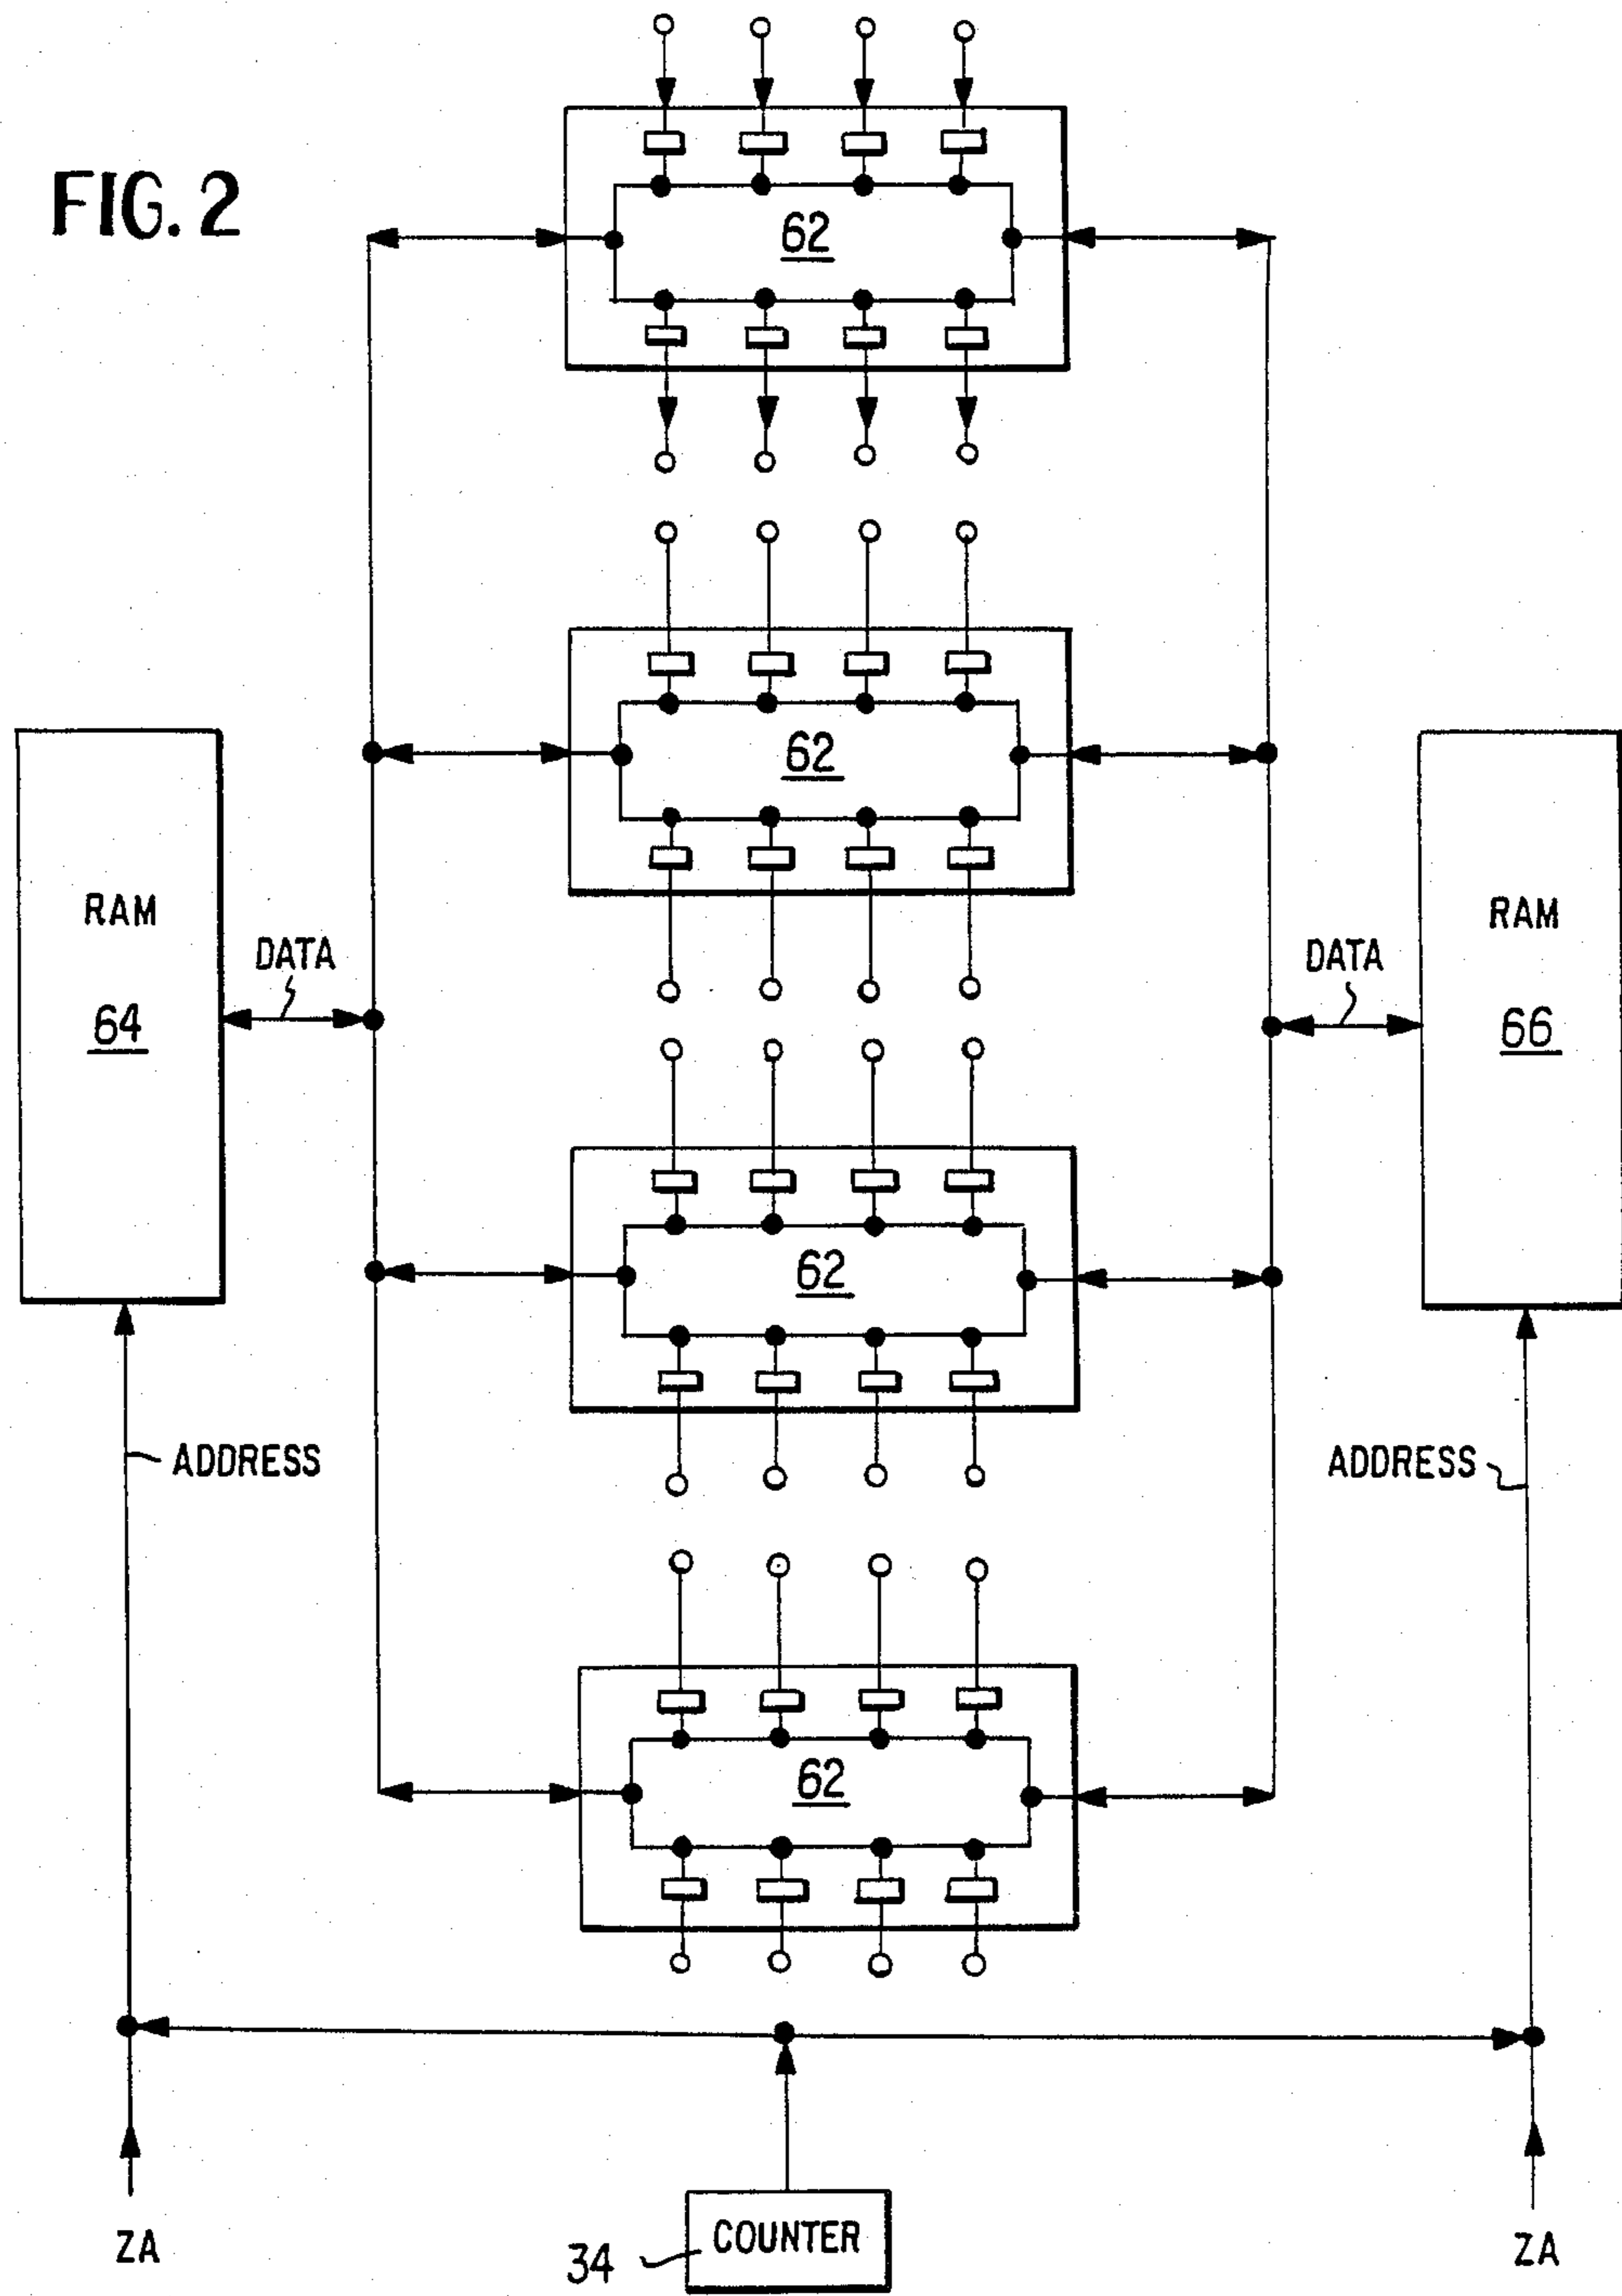 FIG. 2
62
62
RAM
64
DATA
DATA
RAM
66
62
ADDRESS
ADDRESS
62
ZA
34
COUNTER
ZA